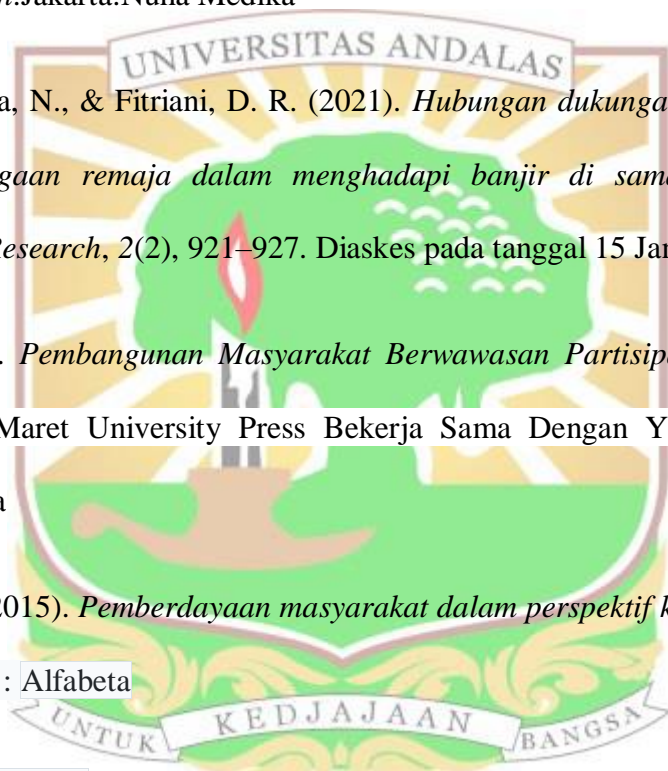 Jakarta:Nuha Medika
UNIVERSITAS ANDALAS
a, N., & Fitriani, D. R. (2021). Hubungan dukunga
gaan remaja dalam menghadapi banjir di sama
Research, 2(2), 921–927. Diaskes pada tanggal 15 Jan
. Pembangunan Masyarakat Berwawasan Partisipa
Maret University Press Bekerja Sama Dengan Y
a
2015). Pemberdayaan masyarakat dalam perspektif k
: Alfabeta
UNTUK KEDJAJAAN BANGSA